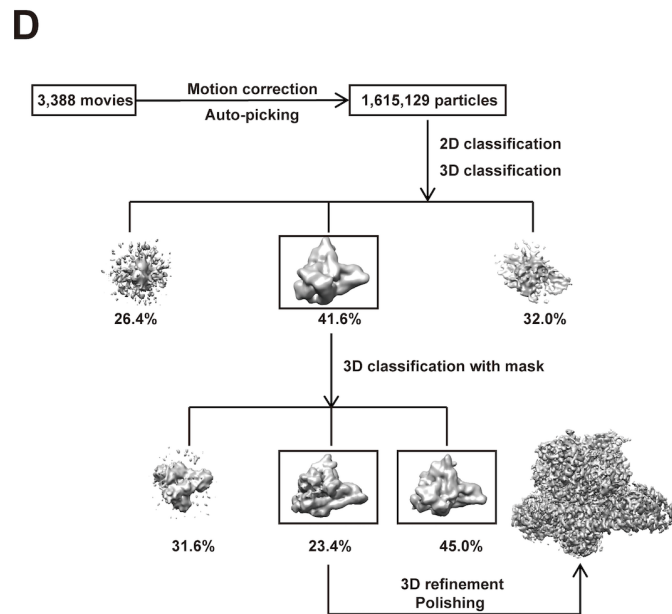 D
3,388 movies
Motion correction
Auto-picking
1,615,129 particles
2D classification
3D classification
26.4%
41.6%
32.0%
3D classification with mask
31.6%
23.4%
45.0%
3D refinement
Polishing